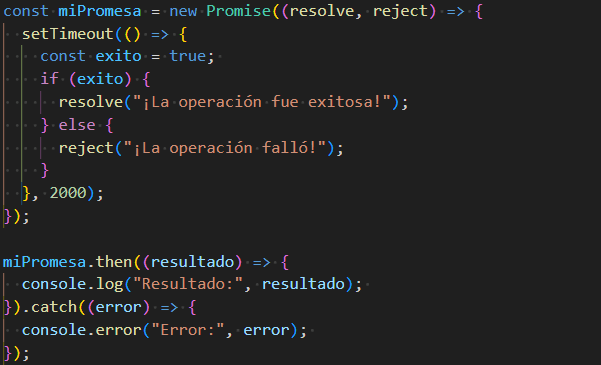 const miPromesa = new Promise((resolve, reject) => {
  setTimeout(() => {
    const exito = true;
    if (exito) {
      resolve("¡La operación fue exitosa!");
    } else {
      reject("¡La operación falló!");
    }
  }, 2000);
});

miPromesa.then((resultado) => {
  console.log("Resultado:", resultado);
}).catch((error) => {
  console.error("Error:", error);
});